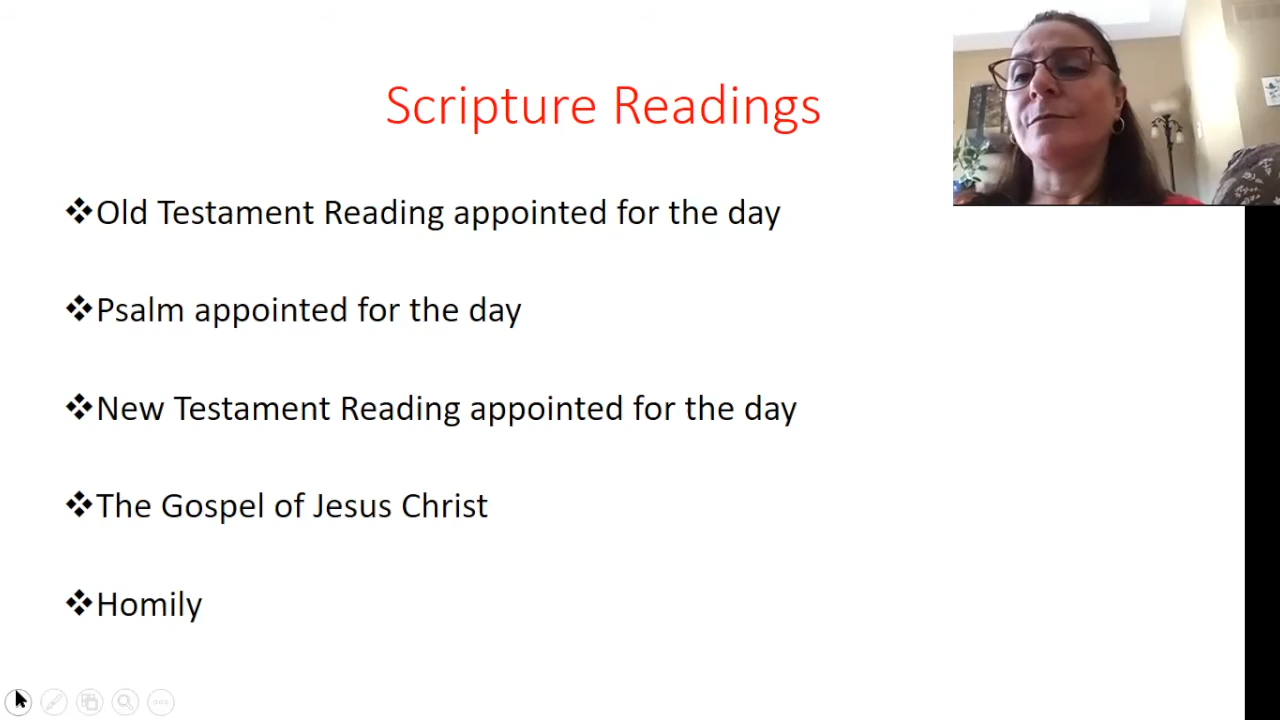 Scripture Readings
❖Old Testament Reading appointed for the day
❖Psalm appointed for the day
❖New Testament Reading appointed for the day
❖The Gospel of Jesus Christ
❖Homily